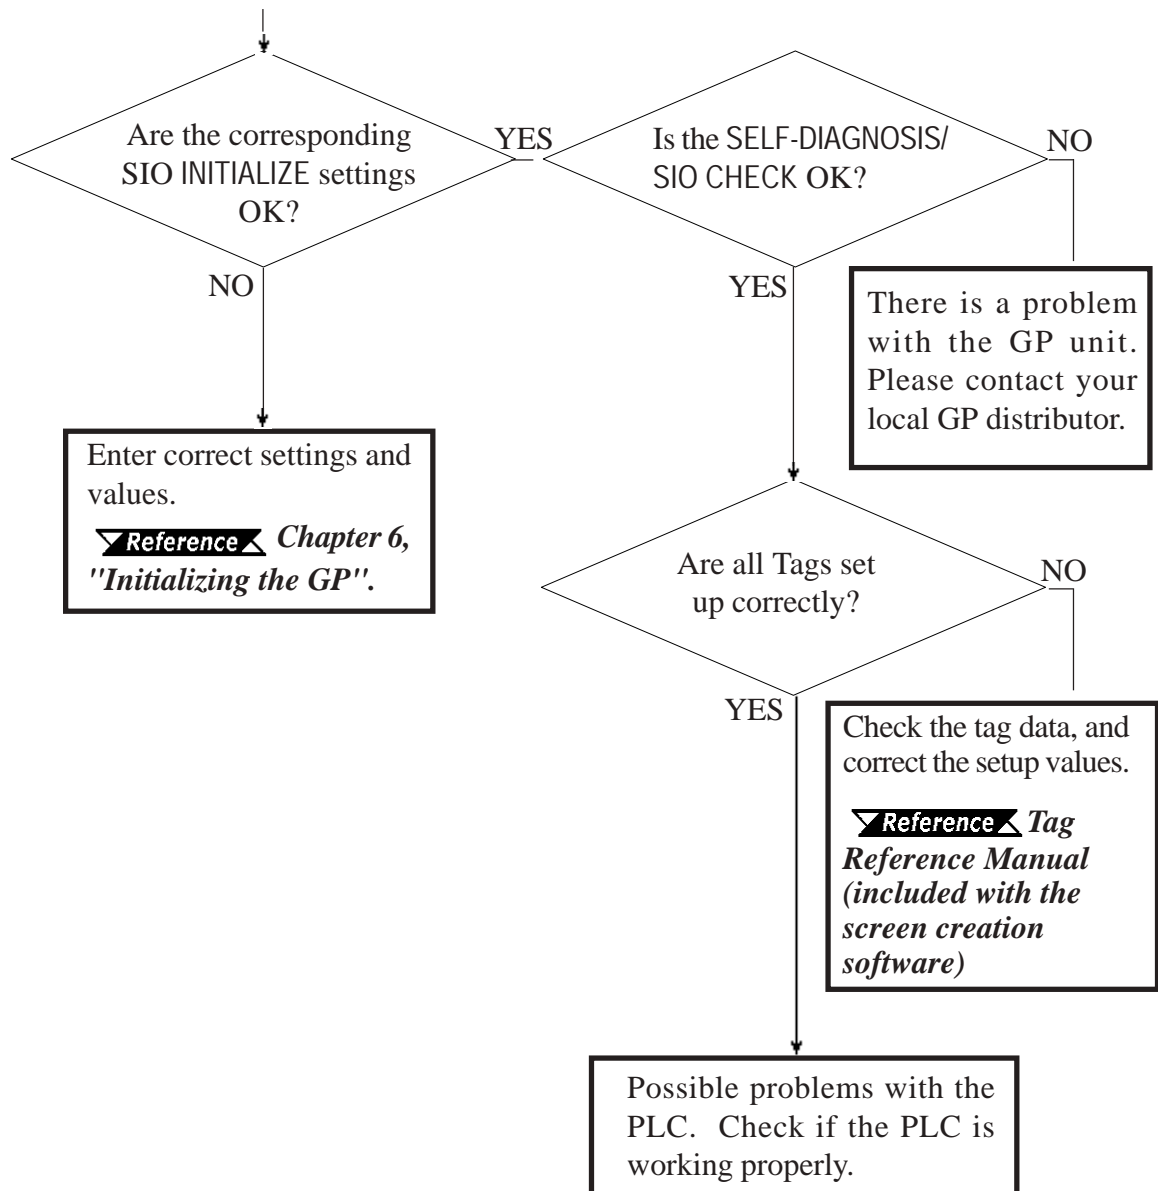 Are the corresponding
SIO INITIALIZE settings
OK?
YES
NO
Enter correct settings and
values.
Reference Chapter 6,
"Initializing the GP".
Is the SELF-DIAGNOSIS/
SIO CHECK OK?
NO
YES
There is a problem
with the GP unit.
Please contact your
local GP distributor.
Are all Tags set
up correctly?
NO
YES
Check the tag data, and
correct the setup values.
Reference Tag
Reference Manual
(included with the
screen creation
software)
Possible problems with the
PLC. Check if the PLC is
working properly.